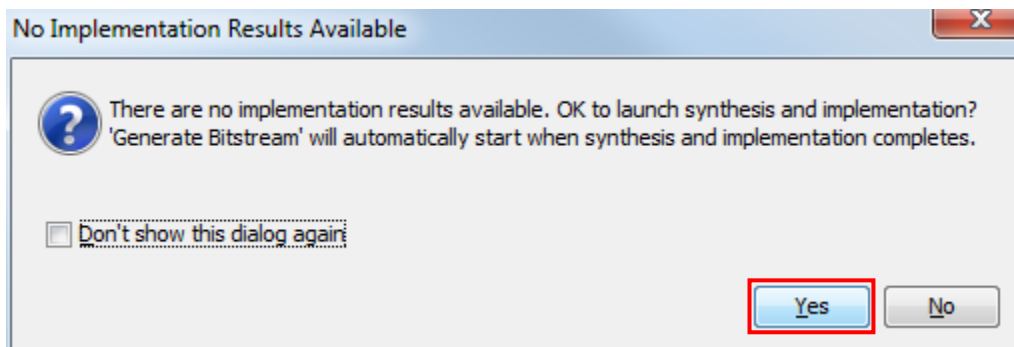 No Implementation Results Available
There are no implementation results available. OK to launch synthesis and implementation?
'Generate Bitstream' will automatically start when synthesis and implementation completes.
Don't show this dialog again
Yes No